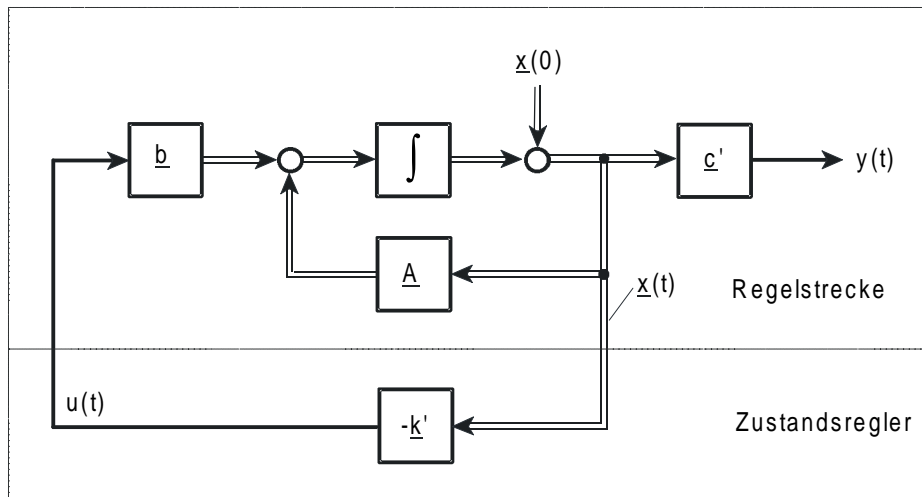 x(0)
b
∫
c'
y(t)
A
x(t)
Regelstrecke
u(t)
-k'
Zustandsregler